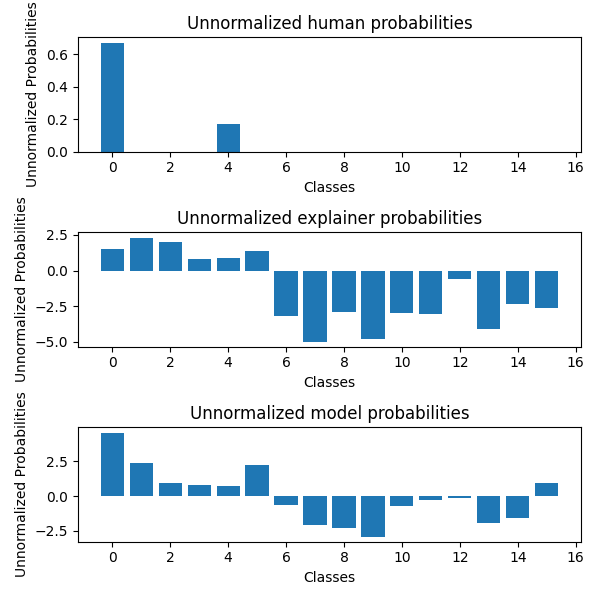 Unnormalized human probabilities
Unnormalized Probabilities
0.6
0.4
0.2
0.0
0 2 4 6 8 10 12 14 16
Classes
Unnormalized explainer probabilities
Unnormalized Probabilities
2.5
0.0
−2.5
−5.0
0 2 4 6 8 10 12 14 16
Classes
Unnormalized model probabilities
Unnormalized Probabilities
2.5
0.0
−2.5
0 2 4 6 8 10 12 14 16
Classes